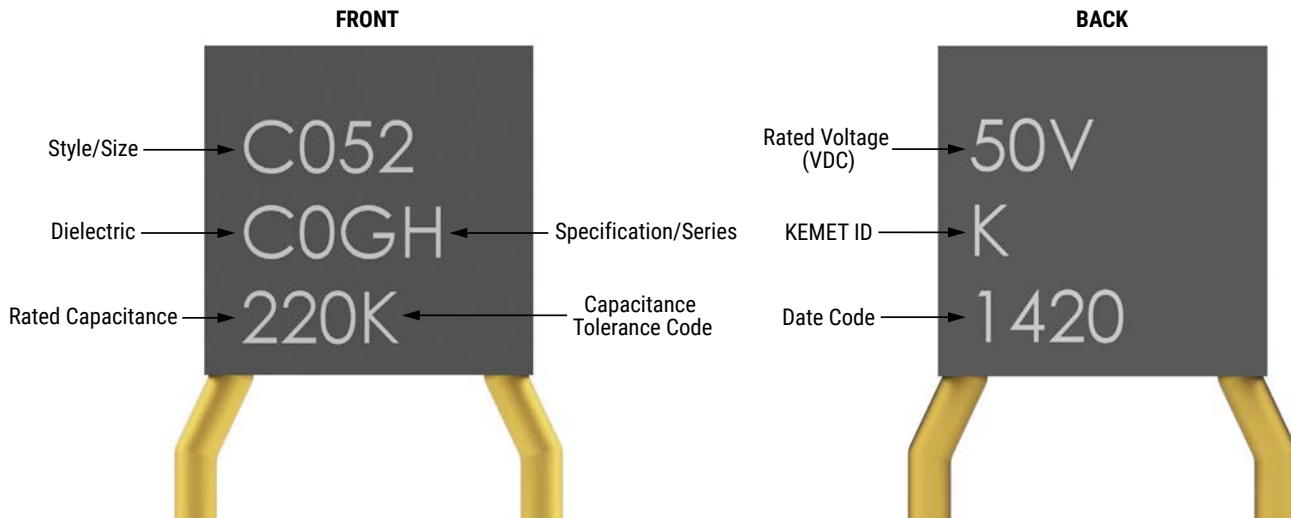 FRONT
BACK
Style/Size
C052
Dielectric
C0GH
Specification/Series
Rated Capacitance
220K
Capacitance
Tolerance Code
Rated Voltage
(VDC)
50V
KEMET ID
K
Date Code
1420